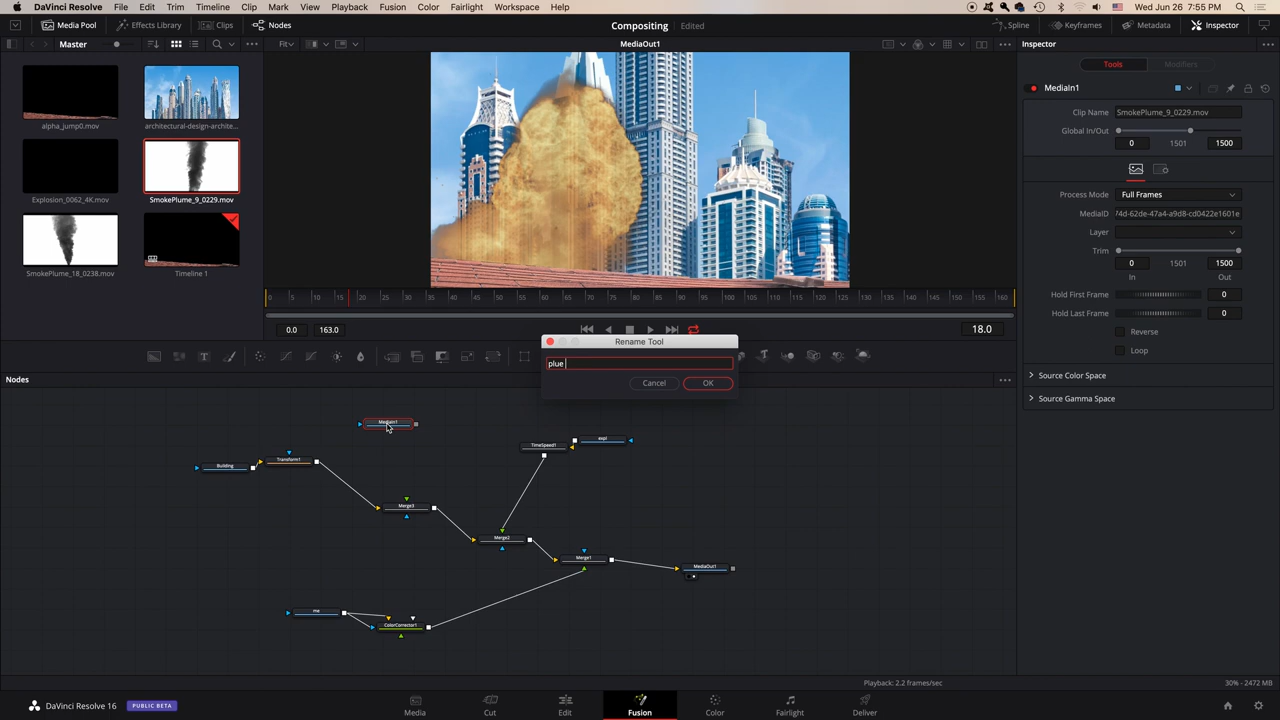 DaVinci Resolve File Edit Trim Timeline Clip Mark View Playback Fusion Color Fairlight Workspace Help Wed Jun 26 7:55 PM
Media Pool Effects Library Clips Nodes Compositing Edited Spline Keyframes Metadata Inspector
Master Fit MediaOut1 Inspector
Tools Modifiers
MediaIn1
alpha_jump0.mov architectural-design-archite...
Explosion_0062_4K.mov SmokePlume_9_0229.mov
SmokePlume_18_0238.mov Timeline 1
Clip Name SmokePlume_9_0229.mov
Global In/Out
0 1501 1500
Process Mode Full Frames
MediaID 74d-62de-47a4-a9d8-cd0422e1601e
Layer
Trim
0 1501 1500
In Out
Hold First Frame 0
Hold Last Frame 0
Reverse
Loop
Source Color Space
Source Gamma Space
0 5 10 15 20 25 30 35 40 45 50 55 60 65 70 75 80 85 90 95 100 105 110 115 120 125 130 135 140 145 150 155 160
0.0 163.0 18.0
Rename Tool
plue
Cancel OK
Nodes
MediaIn1
expl
TimeSpeed1
Building Transform1
Merge3
Merge2
Merge1
MediaOut1
me
ColorCorrector1
Playback: 2.2 frames/sec 30% - 2472 MB
DaVinci Resolve 16 PUBLIC BETA
Media Cut Edit Fusion Color Fairlight Deliver